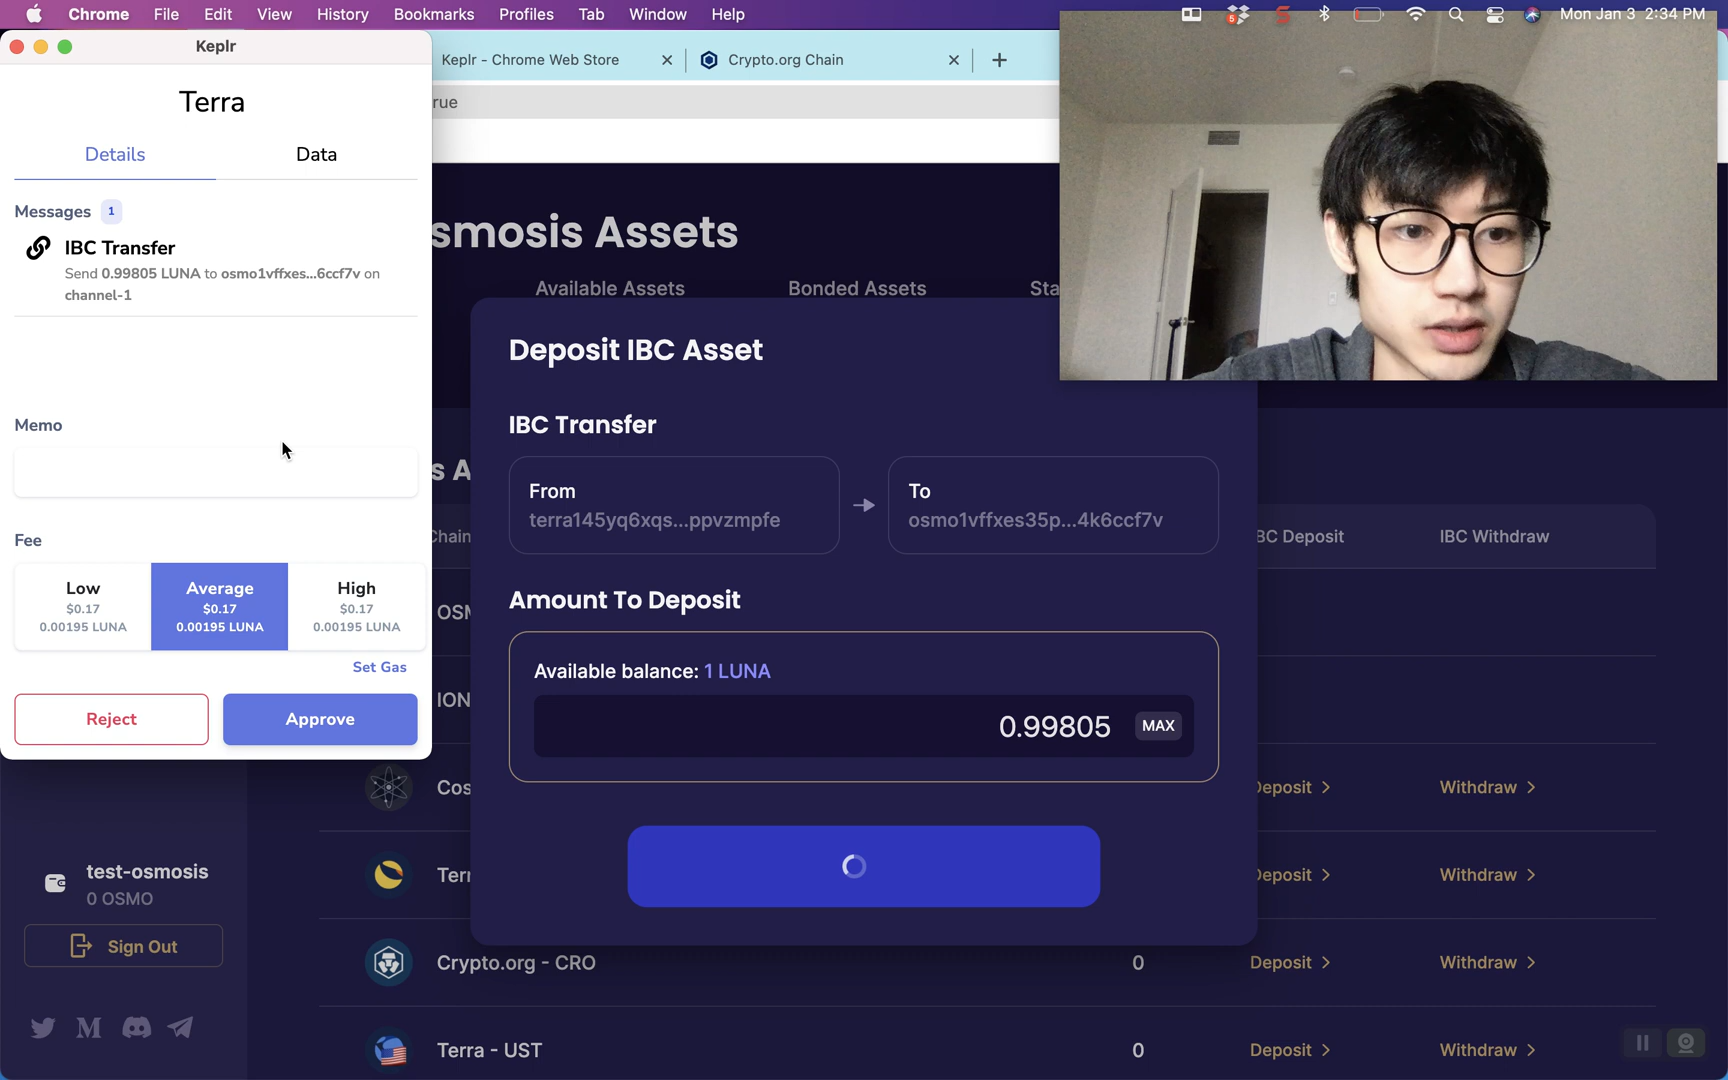 Chrome File Edit View History Bookmarks Profiles Tab Window Help
5
Mon Jan 3 2:34 PM
Keplr
Keplr - Chrome Web Store
Crypto.org Chain
rue
Terra
Details Data
Messages 1
IBC Transfer
Send 0.99805 LUNA to osmo1vffxes...6ccf7v on
channel-1
Memo
Fee
Low Average High
$0.17 $0.17 $0.17
0.00195 LUNA 0.00195 LUNA 0.00195 LUNA
Set Gas
Reject Approve
smosis Assets
Available Assets Bonded Assets Sta
Deposit IBC Asset
IBC Transfer
From
terra145yq6xqs...ppvzmpfe
To
osmo1vffxes35p...4k6ccf7v
Amount To Deposit
Available balance: 1 LUNA
0.99805 MAX
s A
Chain BC Deposit IBC Withdraw
OSM
ION
Cos Deposit Withdraw
Terr Deposit Withdraw
Crypto.org - CRO 0 Deposit Withdraw
Terra - UST 0 Deposit Withdraw
test-osmosis
0 OSMO
Sign Out